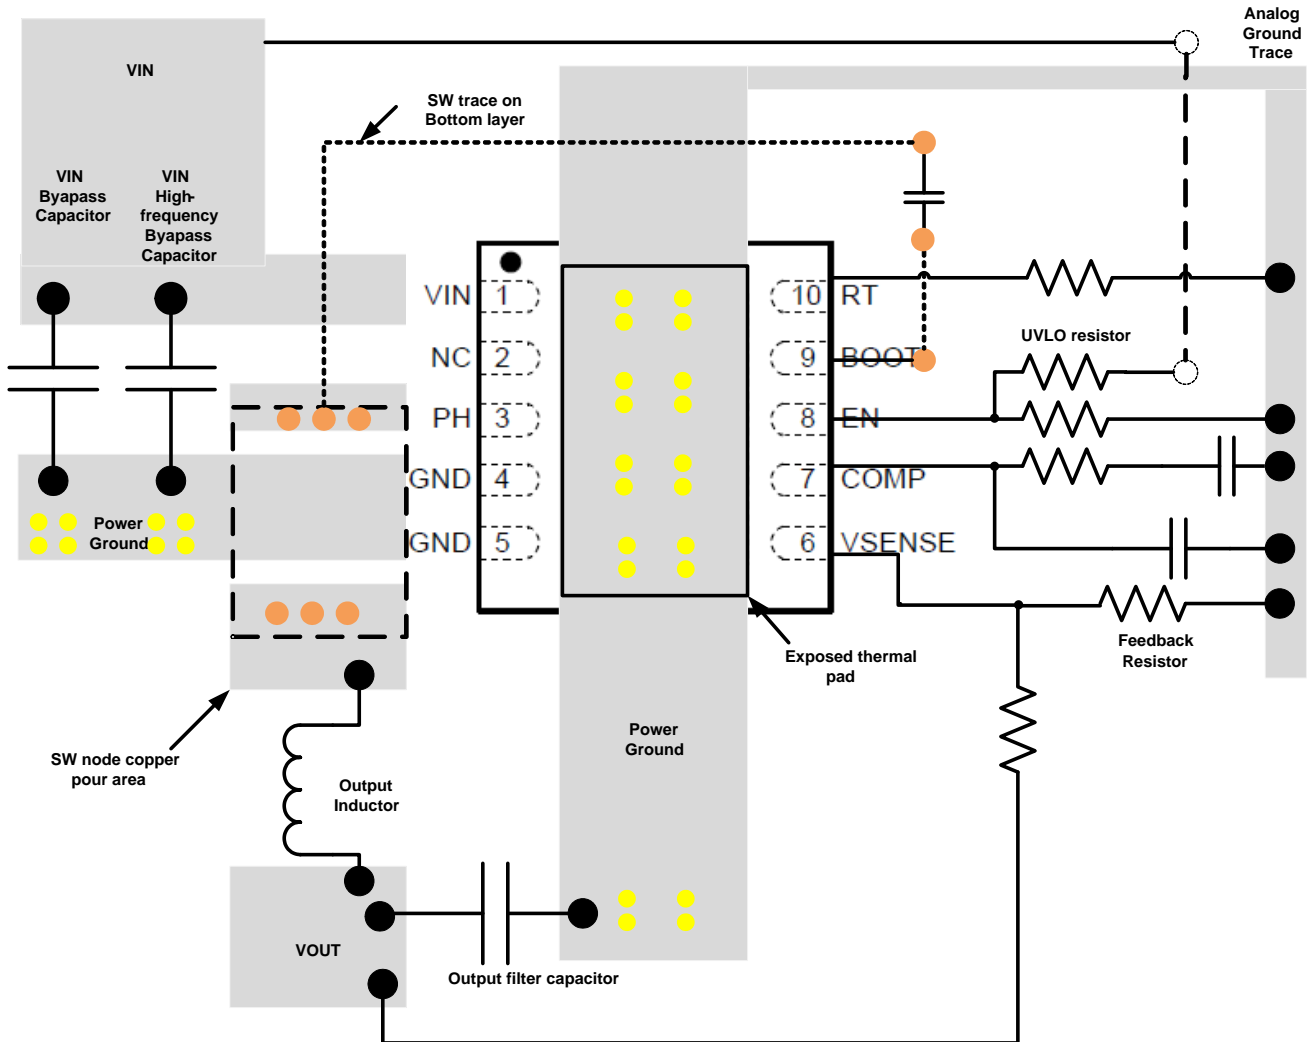 Analog
Ground
Trace
VIN
SW trace on
Bottom layer
VIN
Byapass
Capacitor
VIN
High-
frequency
Byapass
Capacitor
VIN 1
10 RT
UVLO resistor
NC 2
9 BOOT
PH 3
8 EN
GND 4
7 COMP
Power
Ground
GND 5
6 VSENSE
Feedback
Resistor
Exposed thermal
pad
Power
Ground
SW node copper
pour area
Output
Inductor
VOUT
Output filter capacitor